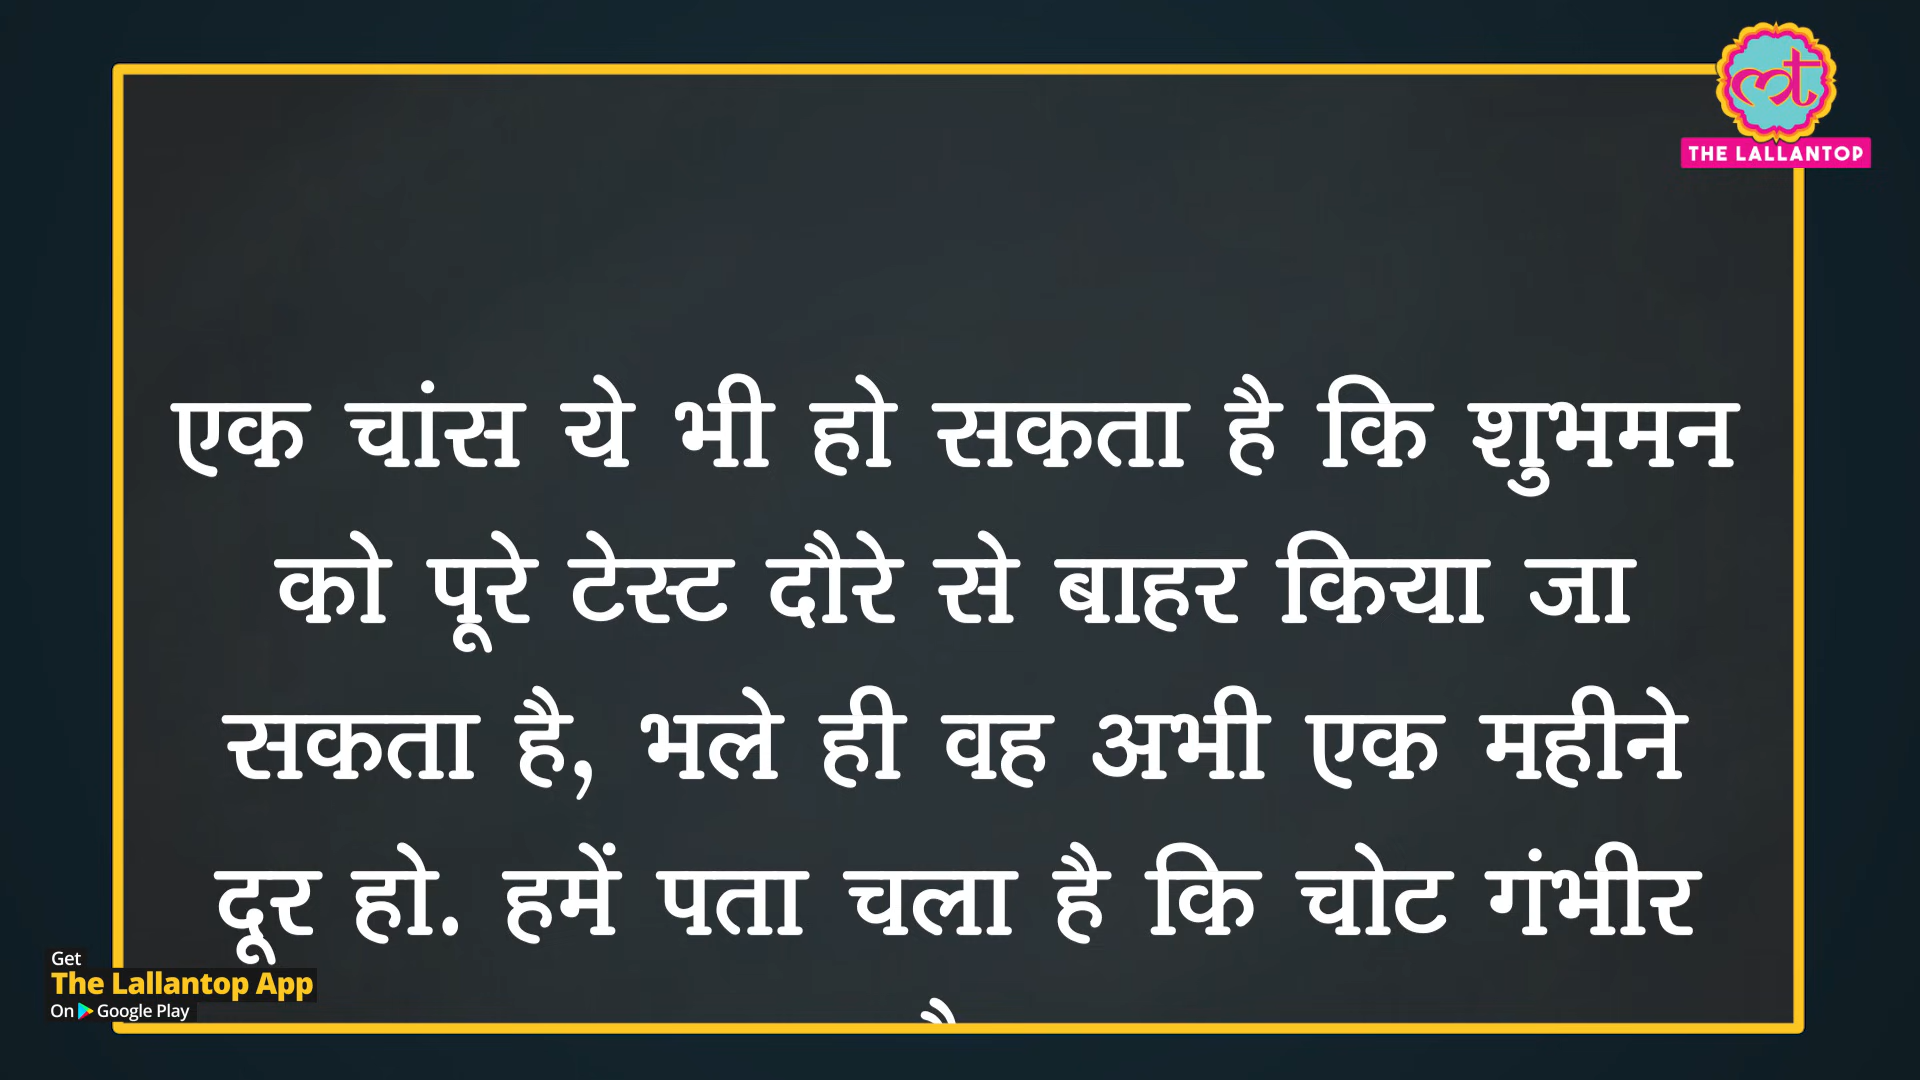 THE LALLANTOP
एक चांस ये भी हो सकता है कि शुभमन
को पूरे टेस्ट दौरे से बाहर किया जा
सकता है, भले ही वह अभी एक महीने
दूर हो. हमें पता चला है कि चोट गंभीर
Get
The Lallantop App
On Google Play